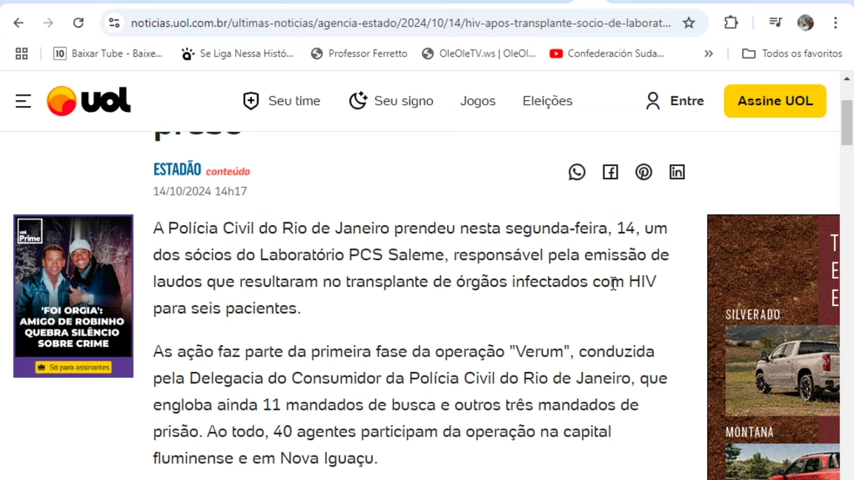 noticias.uol.com.br/ultimas-noticias/agencia-estado/2024/10/14/hiv-apos-transplante-socio-de-laborat...
10 Baixar Tube - Baixe... Se Liga Nessa Histó... Professor Ferretto OleOleTV.ws | OleOl... Confederación Suda... » Todos os favoritos
UOL Seu time Seu signo Jogos Eleições Entre Assine UOL
preso
ESTADÃO conteúdo
14/10/2024 14h17
A Polícia Civil do Rio de Janeiro prendeu nesta segunda-feira, 14, um
dos sócios do Laboratório PCS Saleme, responsável pela emissão de
laudos que resultaram no transplante de órgãos infectados com HIV
para seis pacientes.
As ação faz parte da primeira fase da operação "Verum", conduzida
pela Delegacia do Consumidor da Polícia Civil do Rio de Janeiro, que
engloba ainda 11 mandados de busca e outros três mandados de
prisão. Ao todo, 40 agentes participam da operação na capital
fluminense e em Nova Iguaçu.
uol
Prime
'FOI ORGIA':
AMIGO DE ROBINHO
QUEBRA SILÊNCIO
SOBRE CRIME
Só para assinantes
T
E
E
SILVERADO
MONTANA